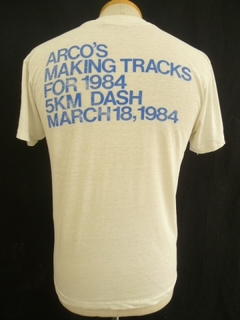 ARCO'S
MAKING TRACKS
FOR 1984
5KM DASH
MARCH 18, 1984